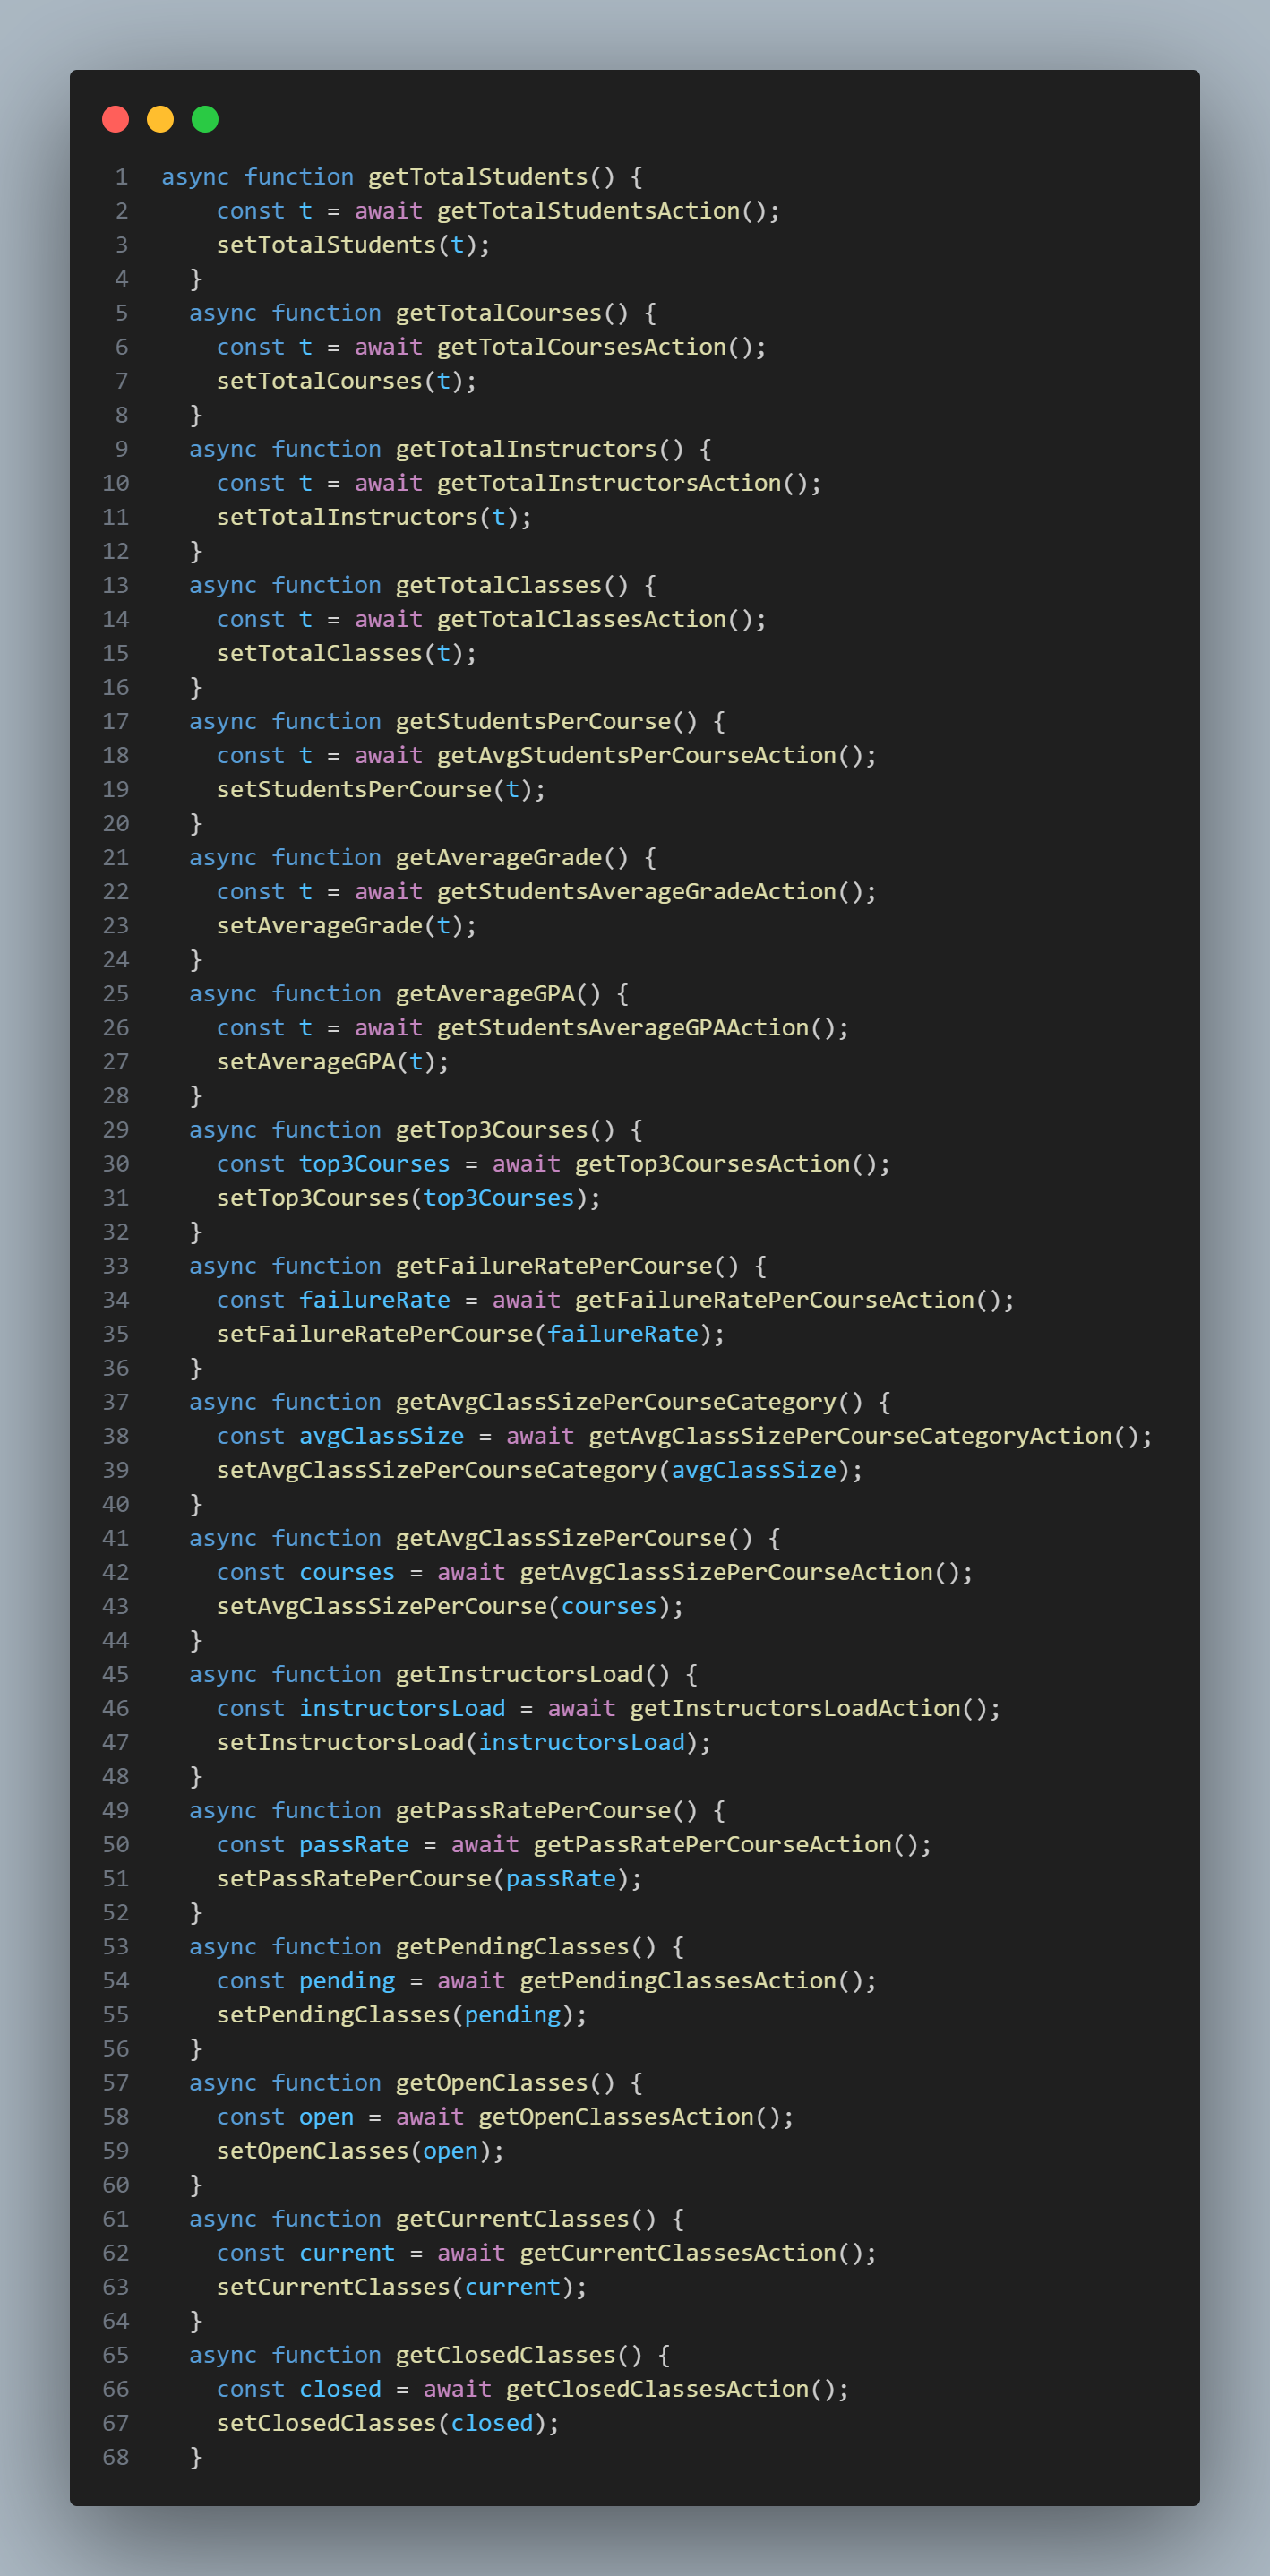 1 async function getTotalStudents() {
2 const t = await getTotalStudentsAction();
3 setTotalStudents(t);
4 }
5 async function getTotalCourses() {
6 const t = await getTotalCoursesAction();
7 setTotalCourses(t);
8 }
9 async function getTotalInstructors() {
10 const t = await getTotalInstructorsAction();
11 setTotalInstructors(t);
12 }
13 async function getTotalClasses() {
14 const t = await getTotalClassesAction();
15 setTotalClasses(t);
16 }
17 async function getStudentsPerCourse() {
18 const t = await getAvgStudentsPerCourseAction();
19 setStudentsPerCourse(t);
20 }
21 async function getAverageGrade() {
22 const t = await getStudentsAverageGradeAction();
23 setAverageGrade(t);
24 }
25 async function getAverageGPA() {
26 const t = await getStudentsAverageGPAAction();
27 setAverageGPA(t);
28 }
29 async function getTop3Courses() {
30 const top3Courses = await getTop3CoursesAction();
31 setTop3Courses(top3Courses);
32 }
33 async function getFailureRatePerCourse() {
34 const failureRate = await getFailureRatePerCourseAction();
35 setFailureRatePerCourse(failureRate);
36 }
37 async function getAvgClassSizePerCourseCategory() {
38 const avgClassSize = await getAvgClassSizePerCourseCategoryAction();
39 setAvgClassSizePerCourseCategory(avgClassSize);
40 }
41 async function getAvgClassSizePerCourse() {
42 const courses = await getAvgClassSizePerCourseAction();
43 setAvgClassSizePerCourse(courses);
44 }
45 async function getInstructorsLoad() {
46 const instructorsLoad = await getInstructorsLoadAction();
47 setInstructorsLoad(instructorsLoad);
48 }
49 async function getPassRatePerCourse() {
50 const passRate = await getPassRatePerCourseAction();
51 setPassRatePerCourse(passRate);
52 }
53 async function getPendingClasses() {
54 const pending = await getPendingClassesAction();
55 setPendingClasses(pending);
56 }
57 async function getOpenClasses() {
58 const open = await getOpenClassesAction();
59 setOpenClasses(open);
60 }
61 async function getCurrentClasses() {
62 const current = await getCurrentClassesAction();
63 setCurrentClasses(current);
64 }
65 async function getClosedClasses() {
66 const closed = await getClosedClassesAction();
67 setClosedClasses(closed);
68 }